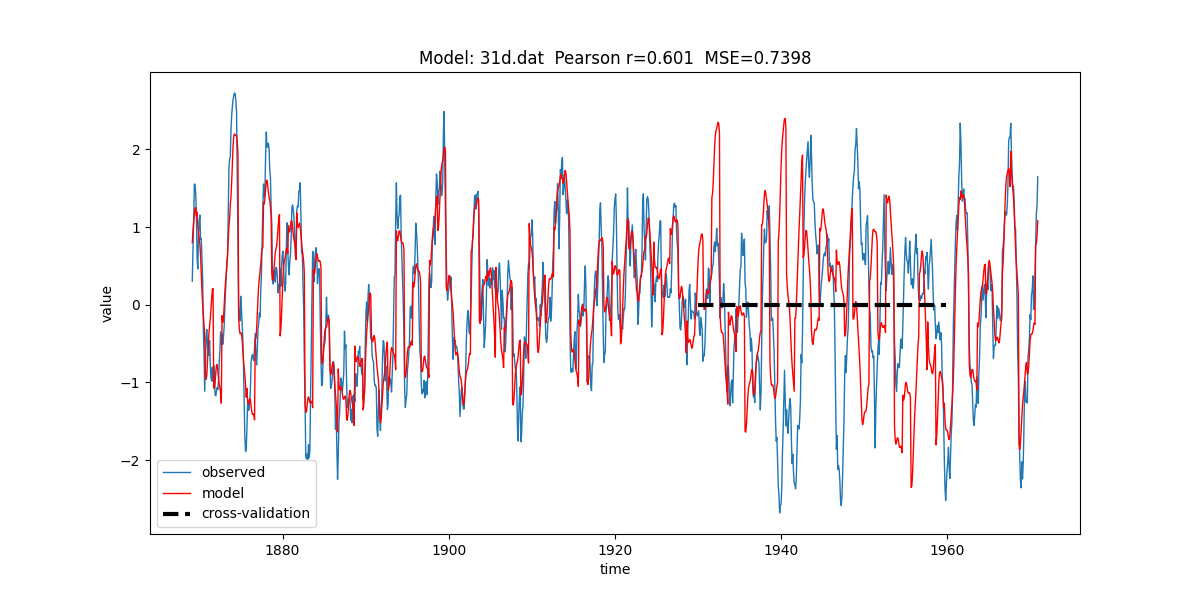 Model: 31d.dat  Pearson r=0.601  MSE=0.7398
value
2
1
0
−1
−2
observed
model
cross-validation
1880
1900
1920
1940
1960
time